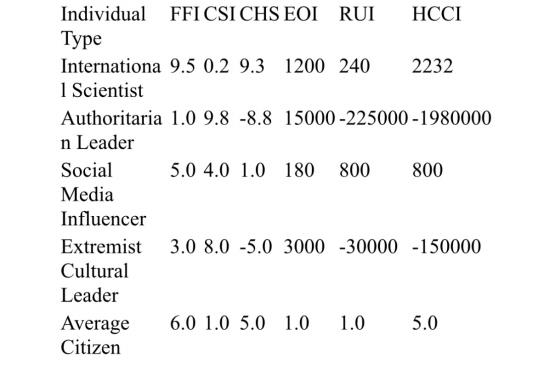 Individual FFI CSI CHS EOI RUI HCCI
Type
Internationa 9.5 0.2 9.3 1200 240 2232
l Scientist
Authoritaria 1.0 9.8 -8.8 15000 -225000 -1980000
n Leader
Social 5.0 4.0 1.0 180 800 800
Media
Influencer
Extremist 3.0 8.0 -5.0 3000 -30000 -150000
Cultural
Leader
Average 6.0 1.0 5.0 1.0 1.0 5.0
Citizen